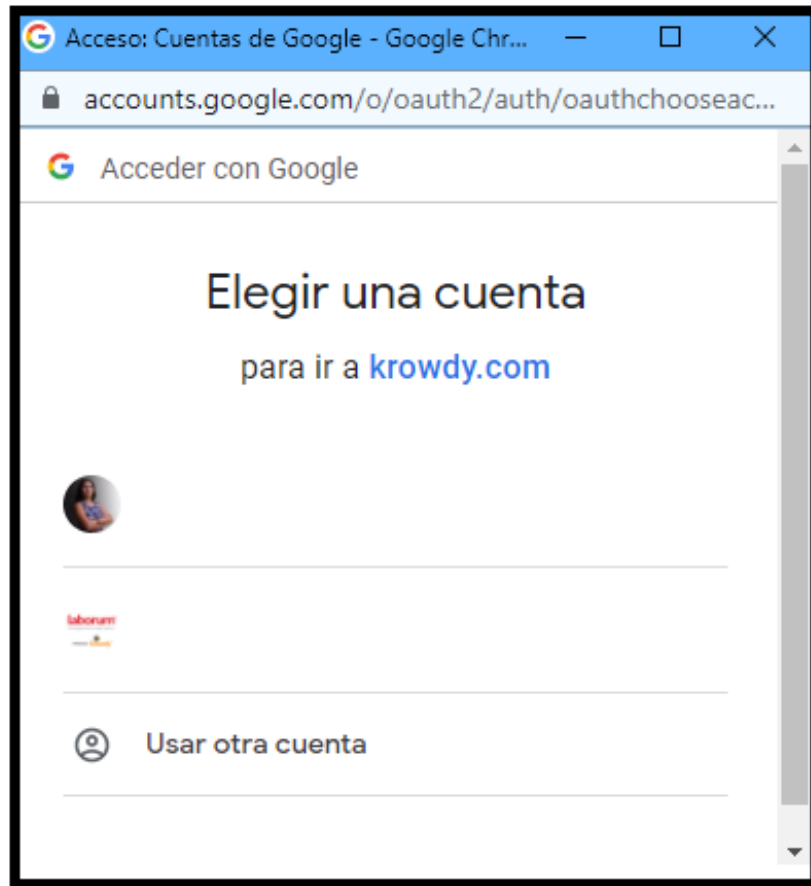 Acceso: Cuentas de Google - Google Chr...
accounts.google.com/o/oauth2/auth/oauthchooseac...
Acceder con Google
Elegir una cuenta
para ir a krowdy.com
laborum
Usar otra cuenta